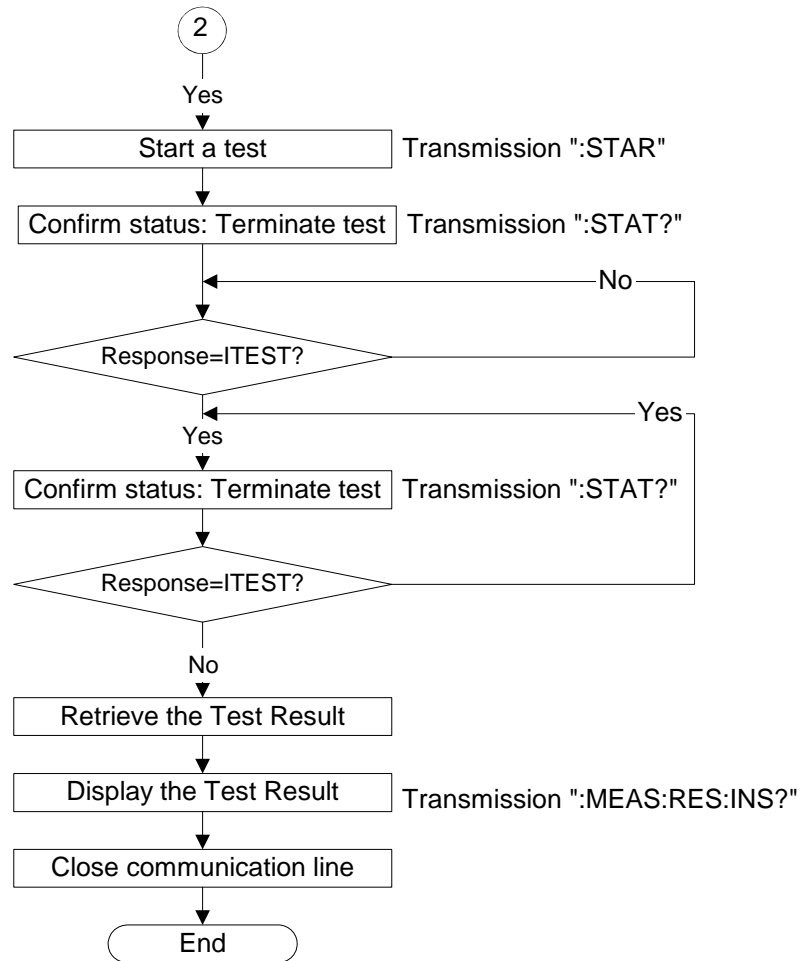 2
Yes
Start a test
Transmission ":STAR"
Confirm status: Terminate test
Transmission ":STAT?"
No
Response=ITEST?
Yes
Yes
Confirm status: Terminate test
Transmission ":STAT?"
Response=ITEST?
No
Retrieve the Test Result
Display the Test Result
Transmission ":MEAS:RES:INS?"
Close communication line
End